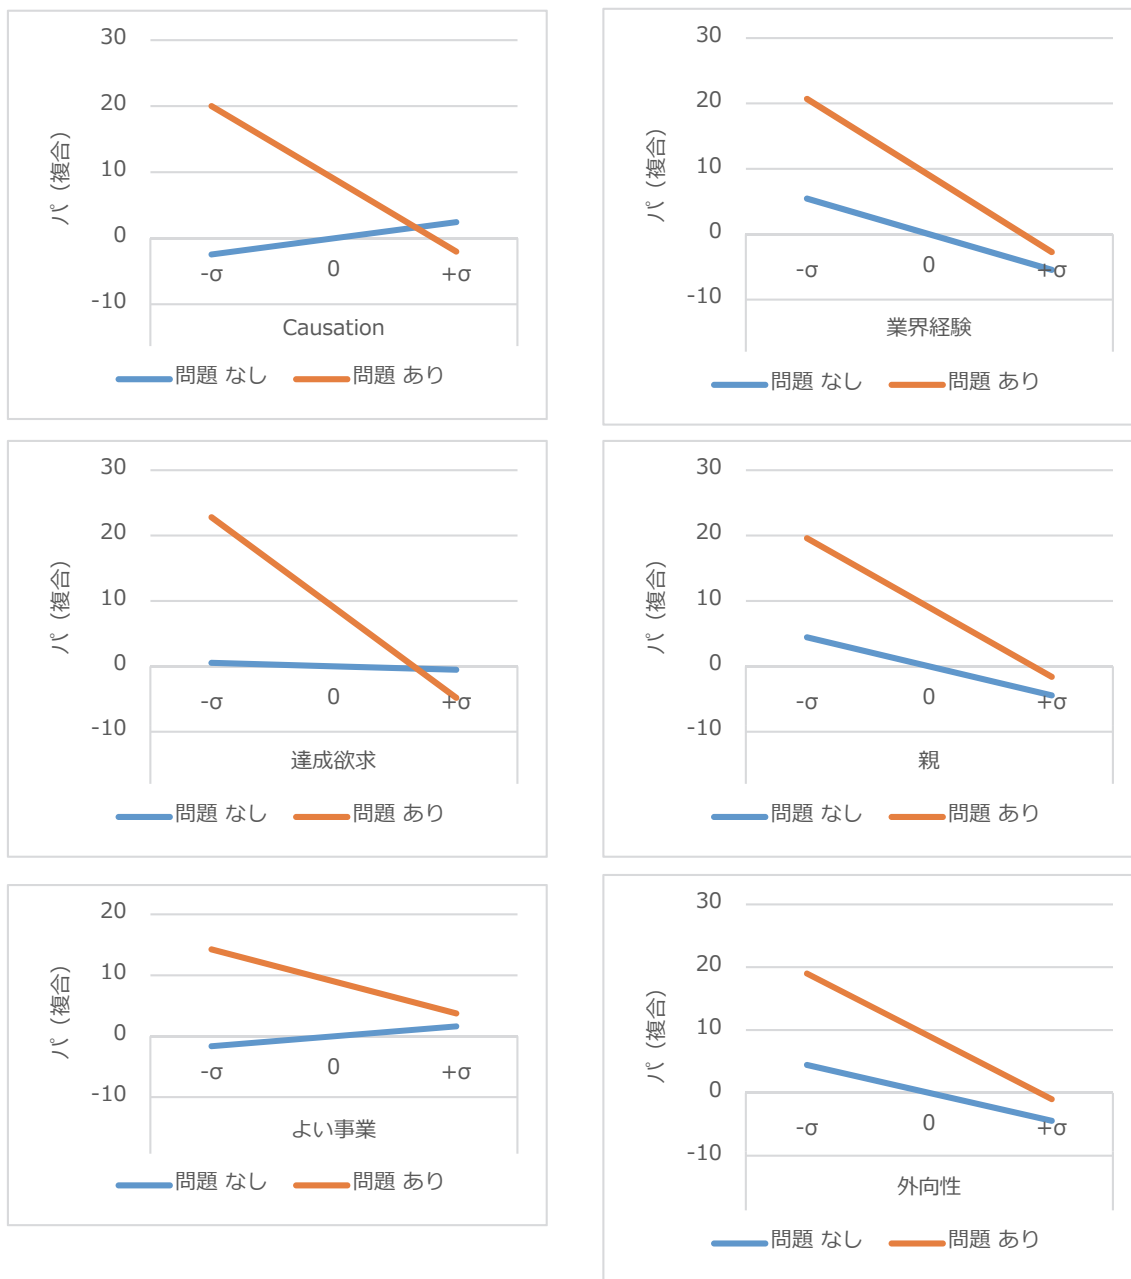 30
20
10
0
-10
パ（複合）
-σ
0
+σ
Causation
問題 なし
問題 あり
30
20
10
0
-10
パ（複合）
-σ
0
+σ
業界経験
問題 なし
問題 あり
30
20
10
0
-10
パ（複合）
-σ
0
+σ
達成欲求
問題 なし
問題 あり
30
20
10
0
-10
パ（複合）
-σ
0
+σ
親
問題 なし
問題 あり
20
10
0
-10
パ（複合）
-σ
0
+σ
よい事業
問題 なし
問題 あり
30
20
10
0
-10
パ（複合）
-σ
0
+σ
外向性
問題 なし
問題 あり